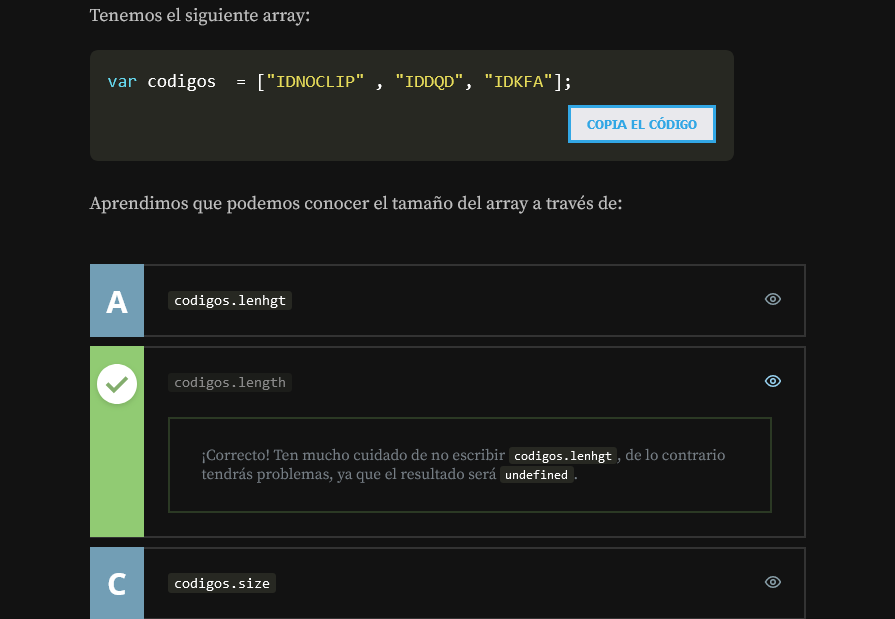 Tenemos el siguiente array:
var codigos  = ["IDNOCLIP" , "IDDQD", "IDKFA"];
COPIA EL CÓDIGO
Aprendimos que podemos conocer el tamaño del array a través de:
A codigos.lenhgt
codigos.length
¡Correcto! Ten mucho cuidado de no escribir codigos.lenhgt, de lo contrario
tendrás problemas, ya que el resultado será undefined.
C codigos.size